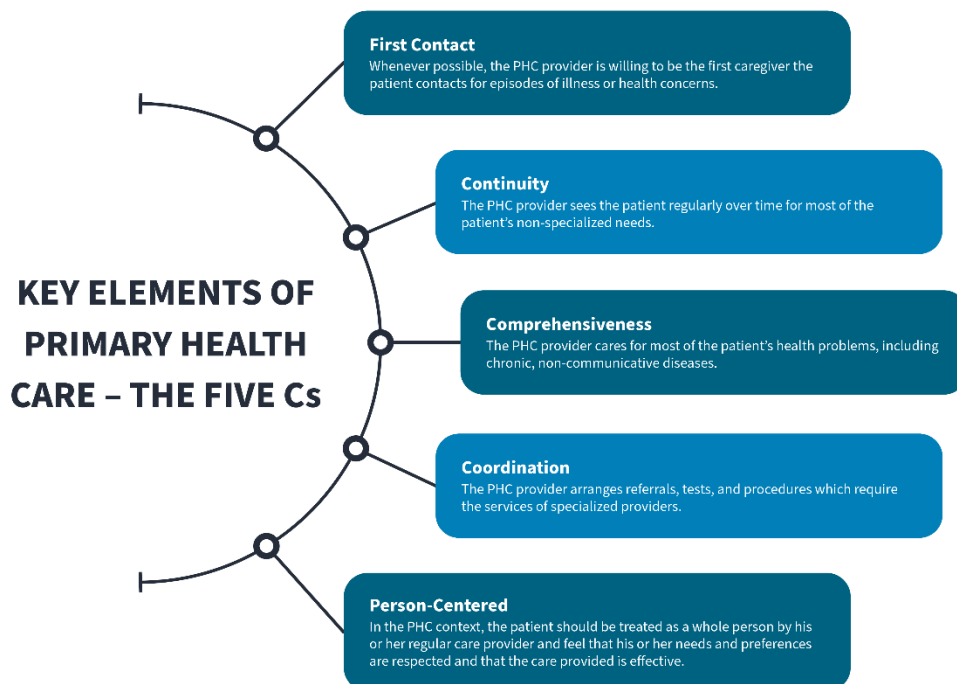 KEY ELEMENTS OF
PRIMARY HEALTH
CARE – THE FIVE Cs
First Contact
Whenever possible, the PHC provider is willing to be the first caregiver the
patient contacts for episodes of illness or health concerns.
Continuity
The PHC provider sees the patient regularly over time for most of the
patient’s non-specialized needs.
Comprehensiveness
The PHC provider cares for most of the patient’s health problems, including
chronic, non-communicative diseases.
Coordination
The PHC provider arranges referrals, tests, and procedures which require
the services of specialized providers.
Person-Centered
In the PHC context, the patient should be treated as a whole person by his
or her regular care provider and feel that his or her needs and preferences
are respected and that the care provided is effective.